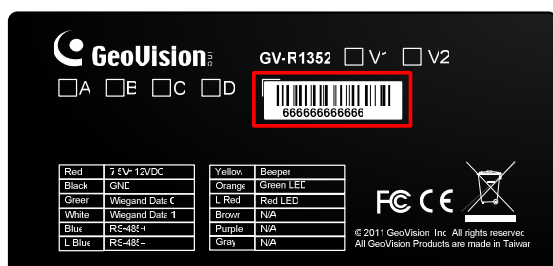 GeoVision inc
GV-R1352 V1 V2
A B C D
666666666666
Red 7.5V~12VDC
Black GND
Green Wiegand Data 0
White Wiegand Data 1
Blue RS-485+
L Blue RS-485-
Yellow Beeper
Orange Green LED
L Red Red LED
Brown N/A
Purple N/A
Gray N/A
FC CE
© 2011 GeoVision Inc. All rights reserved
All GeoVision Products are made in Taiwan